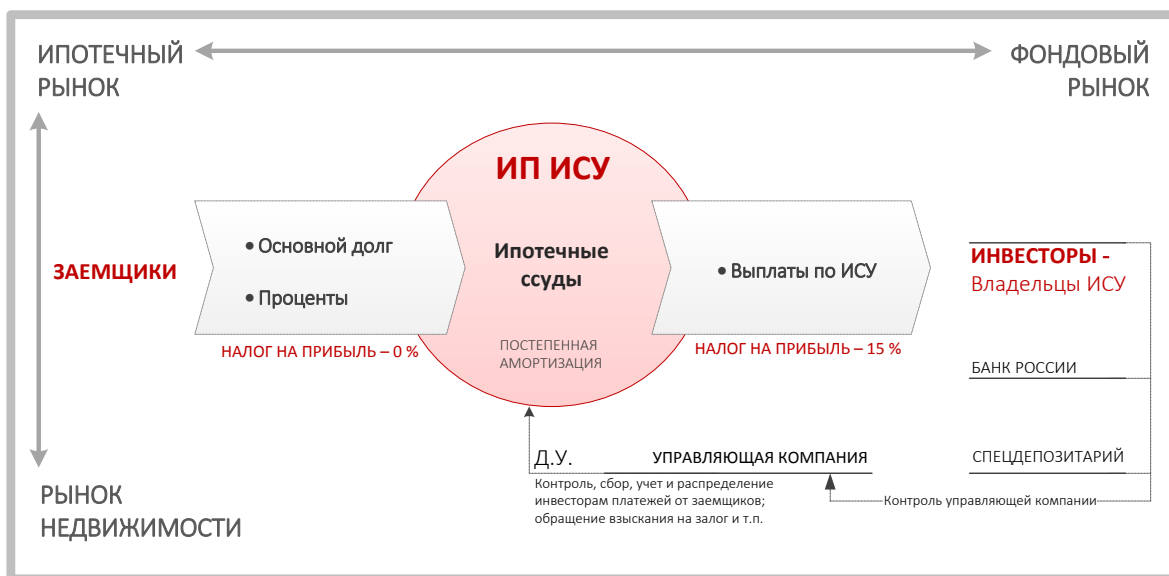 ИПОТЕЧНЫЙ
РЫНОК
ФОНДОВЫЙ
РЫНОК
ИП ИСУ
ЗАЕМЩИКИ
• Основной долг
• Проценты
Ипотечные
ссуды
• Выплаты по ИСУ
ИНВЕСТОРЫ -
Владельцы ИСУ
НАЛОГ НА ПРИБЫЛЬ – 0 %
ПОСТЕПЕННАЯ
АМОРТИЗАЦИЯ
НАЛОГ НА ПРИБЫЛЬ – 15 %
БАНК РОССИИ
Д.У.
УПРАВЛЯЮЩАЯ КОМПАНИЯ
СПЕЦДЕПОЗИТАРИЙ
Контроль, сбор, учет и распределение
инвесторам платежей от заемщиков;
обращение взыскания на залог и т.п.
Контроль управляющей компании
РЫНОК
НЕДВИЖИМОСТИ